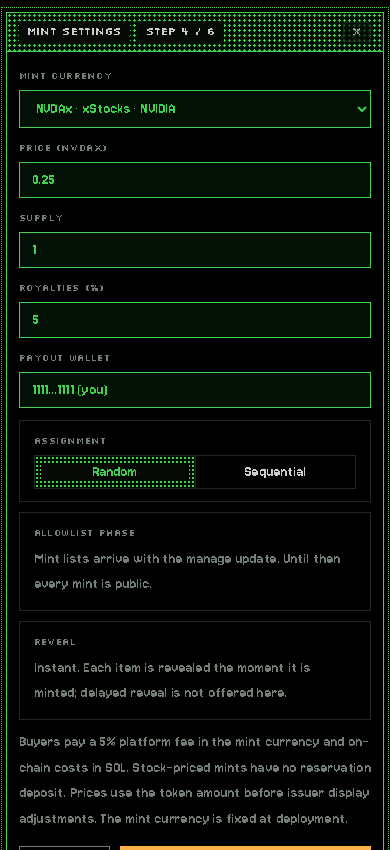 MINT SETTINGS STEP 4 / 6 X
MINT CURRENCY
NVDAx · xStocks · NVIDIA
PRICE (NVDAX)
0.25
SUPPLY
1
ROYALTIES (%)
5
PAYOUT WALLET
1111...1111 (you)
ASSIGNMENT
Random Sequential
ALLOWLIST PHASE
Mint lists arrive with the manage update. Until then
every mint is public.
REVEAL
Instant. Each item is revealed the moment it is
minted; delayed reveal is not offered here.
Buyers pay a 5% platform fee in the mint currency and on-
chain costs in SOL. Stock-priced mints have no reservation
deposit. Prices use the token amount before issuer display
adjustments. The mint currency is fixed at deployment.